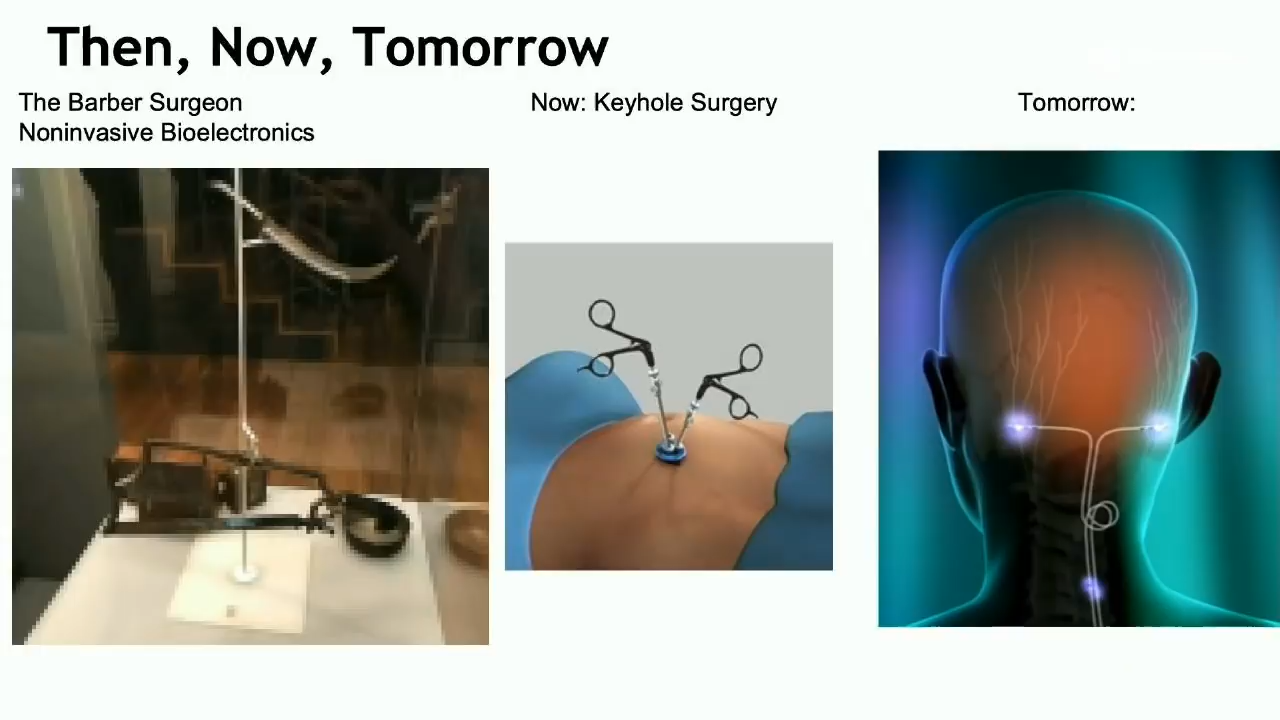 Then, Now, Tomorrow
The Barber Surgeon
Noninvasive Bioelectronics
Now: Keyhole Surgery
Tomorrow: